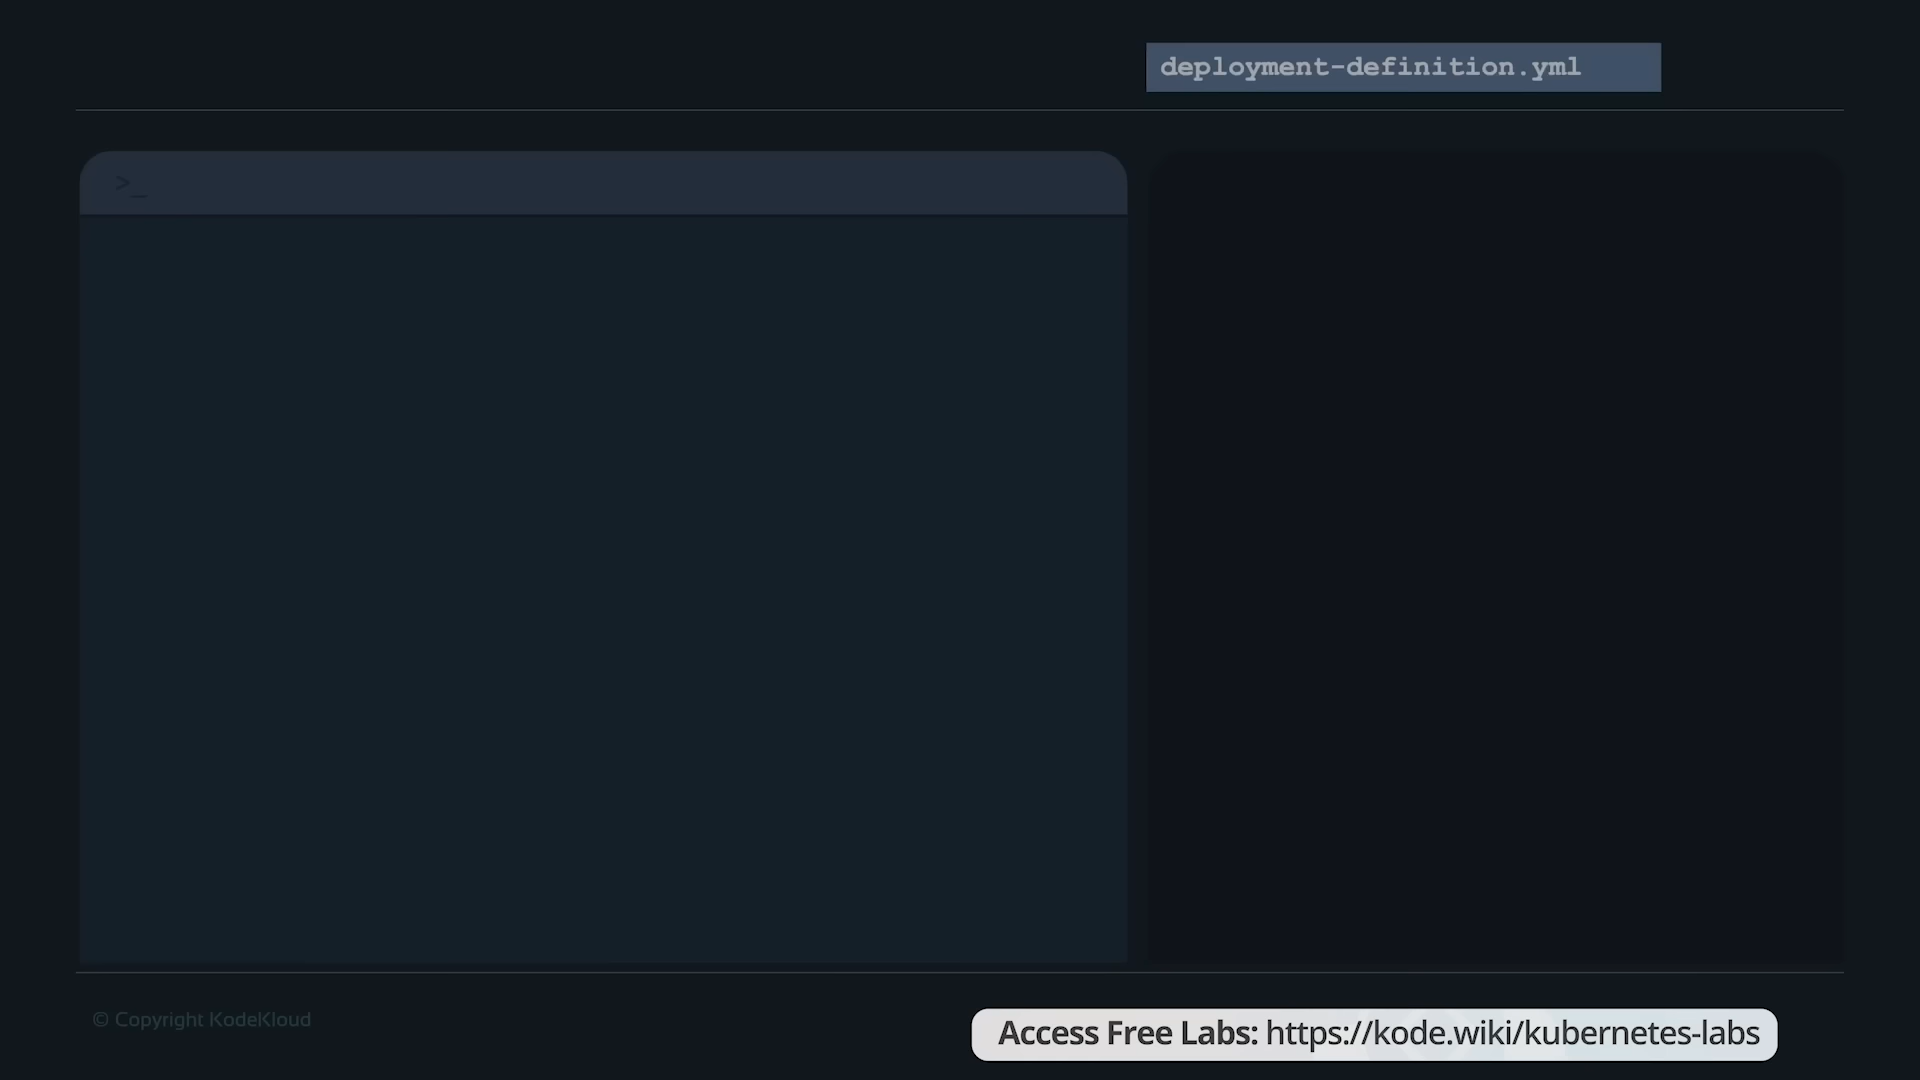 deployment-definition.yml
>_
© Copyright KodeKloud
Access Free Labs: https://kode.wiki/kubernetes-labs